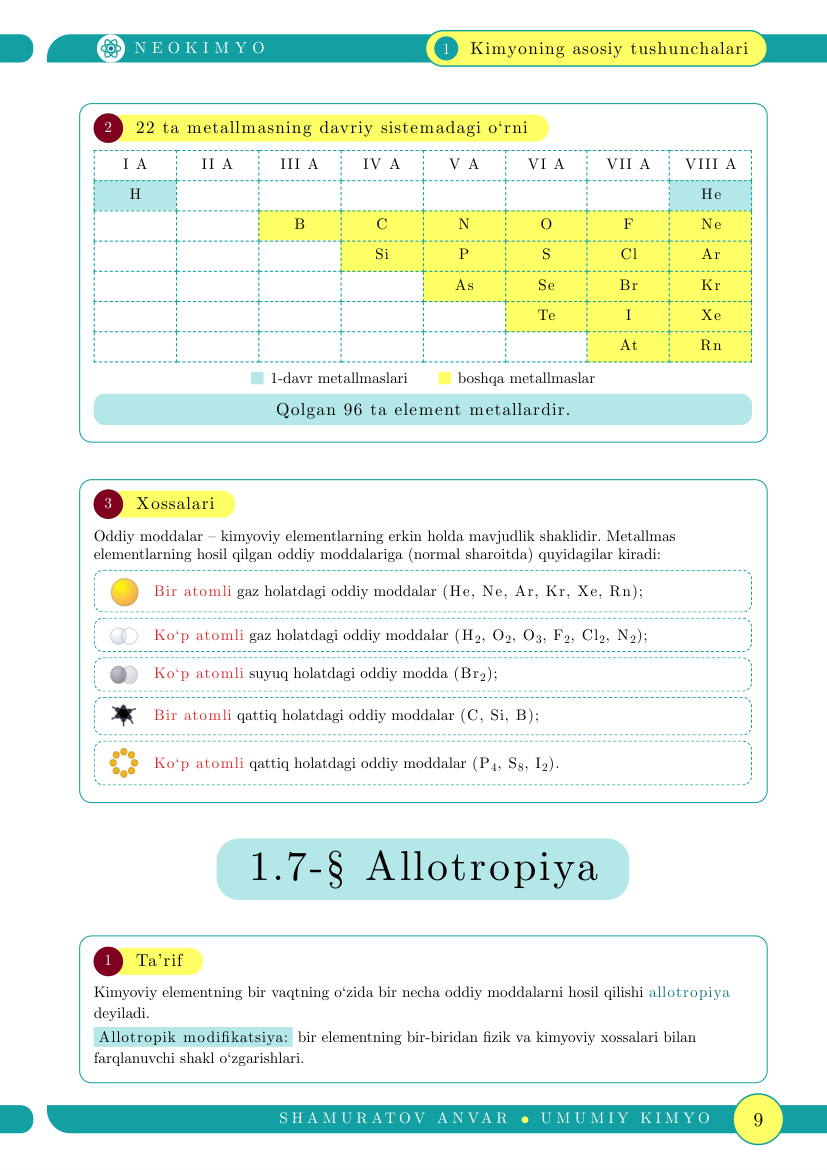 NEOKIMYO
1 Kimyoning asosiy tushunchalari
2 22 ta metallmasning davriy sistemadagi o‘rni
I A II A III A IV A V A VI A VII A VIII A
H He
B C N O F Ne
Si P S Cl Ar
As Se Br Kr
Te I Xe
At Rn
1-davr metallmaslari boshqa metallmaslar
Qolgan 96 ta element metallardir.
3 Xossalari
Oddiy moddalar – kimyoviy elementlarning erkin holda mavjudlik shaklidir. Metallmas
elementlarning hosil qilgan oddiy moddalariga (normal sharoitda) quyidagilar kiradi:
Bir atomli gaz holatdagi oddiy moddalar (He, Ne, Ar, Kr, Xe, Rn);
Ko‘p atomli gaz holatdagi oddiy moddalar (H₂, O₂, O₃, F₂, Cl₂, N₂);
Ko‘p atomli suyuq holatdagi oddiy modda (Br₂);
Bir atomli qattiq holatdagi oddiy moddalar (C, Si, B);
Ko‘p atomli qattiq holatdagi oddiy moddalar (P₄, S₈, I₂).
1.7-§ Allotropiya
1 Ta’rif
Kimyoviy elementning bir vaqtning o‘zida bir necha oddiy moddalarni hosil qilishi allotropiya
deyiladi.
Allotropik modifikatsiya: bir elementning bir-biridan fizik va kimyoviy xossalari bilan
farqlanuvchi shakl o‘zgarishlari.
SHAMURATOV ANVAR • UMUMIY KIMYO 9